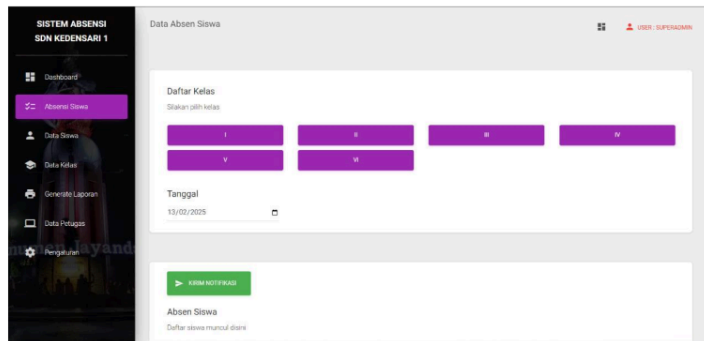 SISTEM ABSENSI
SDN KEDENSARI 1
Data Absen Siswa
USER : SUPERADMIN
Dashboard
Absensi Siswa
Data Siswa
Data Kelas
Generate Laporan
Data Petugas
Pengaturan
Daftar Kelas
Silakan pilih kelas
I
II
III
IV
V
VI
Tanggal
13/02/2025
KIRIM NOTIFIKASI
Absen Siswa
Daftar siswa muncul disini